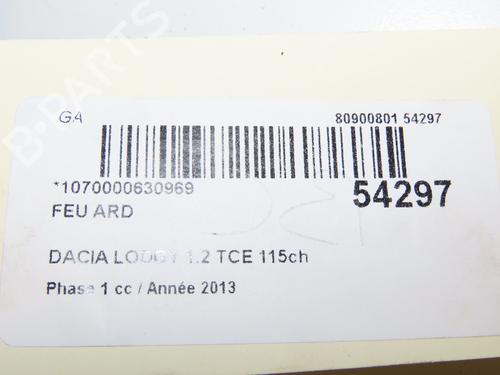 GA
80900801 54297
*1070000630969
54297
FEU ARD
DACIA LODGY 1.2 TCE 115ch
Phase 1 cc / Année 2013
B-PARTS